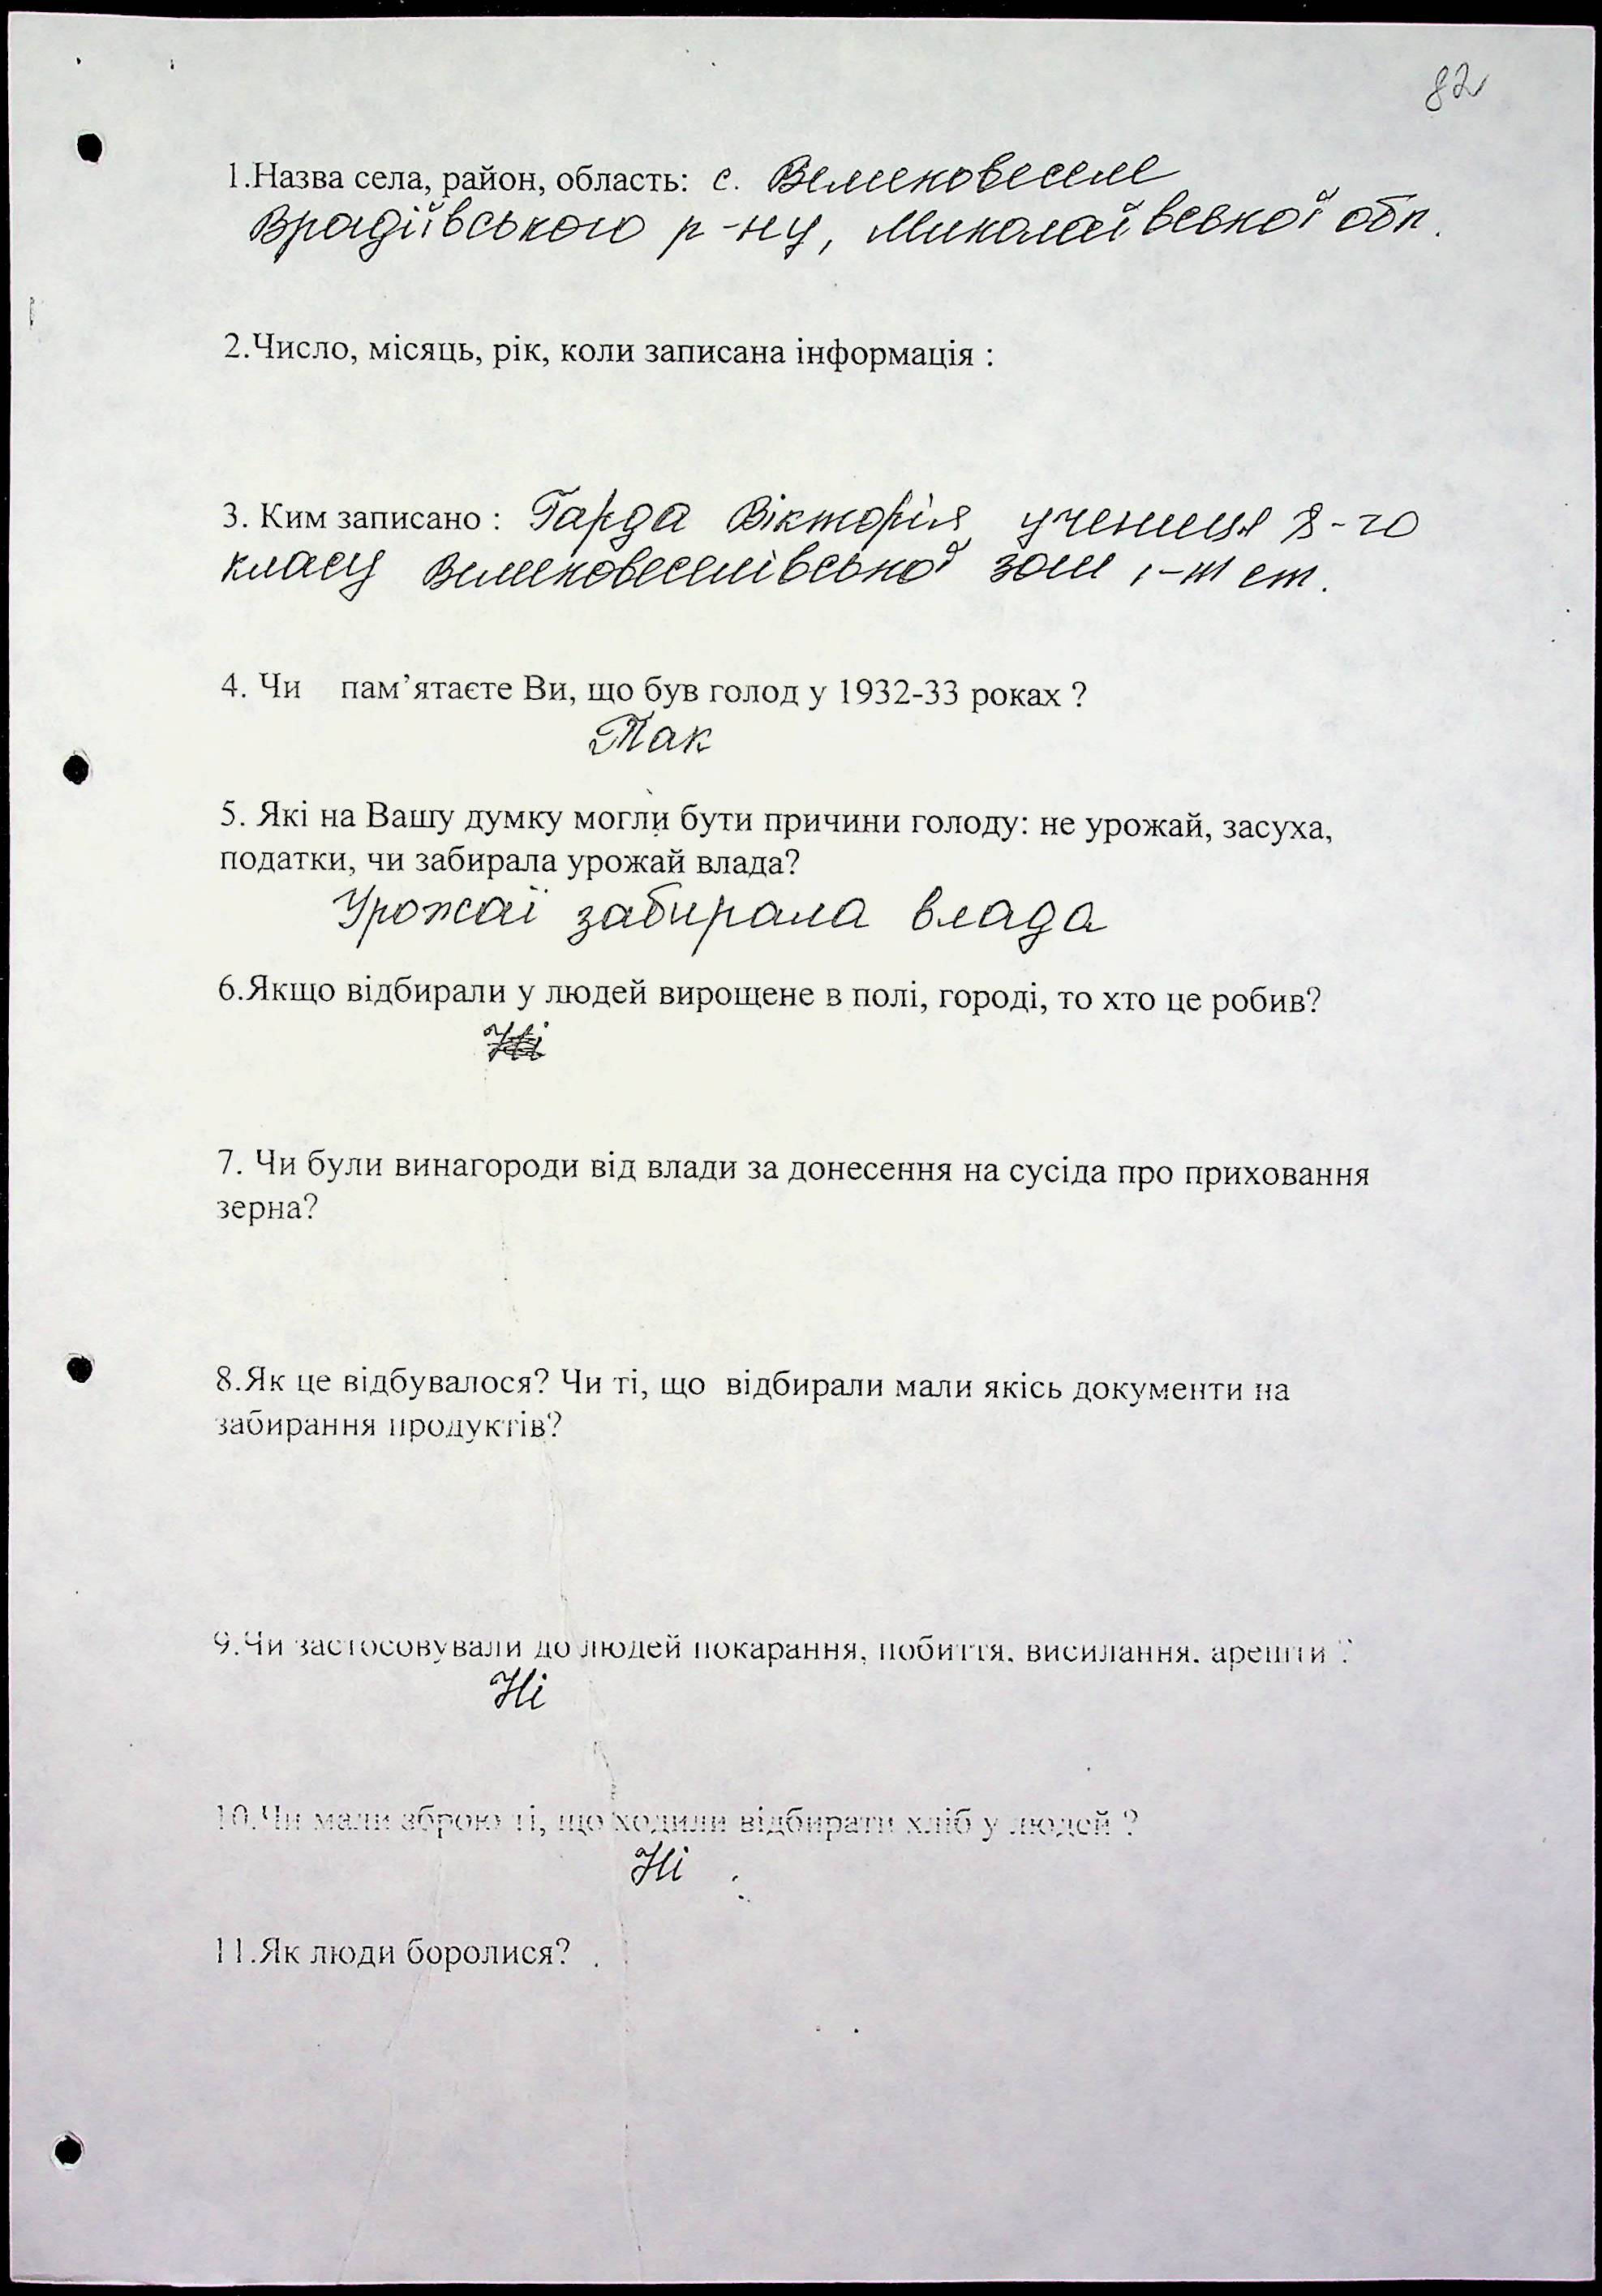 82
1.Назва села, район, область: с. Великовеселе
Врадіївського р-ну, Миколаївської обл.
2.Число, місяць, рік, коли записана інформація :
3. Ким записано : Гарда Вікторія, учениця 8-го
класу Великовеселівської зош І-ІІІ ст.
4. Чи пам’ятаєте Ви, що був голод у 1932-33 роках ?
Так
5. Які на Вашу думку могли бути причини голоду: не урожай, засуха,
податки, чи забирала урожай влада?
Урожаї забирала влада
6.Якщо відбирали у людей вирощене в полі, городі, то хто це робив?
7. Чи були винагороди від влади за донесення на сусіда про приховання
зерна?
8.Як це відбувалося? Чи ті, що відбирали мали якісь документи на
забирання продуктів?
9.Чи застосовували до людей покарання, побиття, висилання, арешти ?
Ні
10.Чи мали зброю ті, що ходили відбирати хліб у людей ?
Ні
11.Як люди боролися?